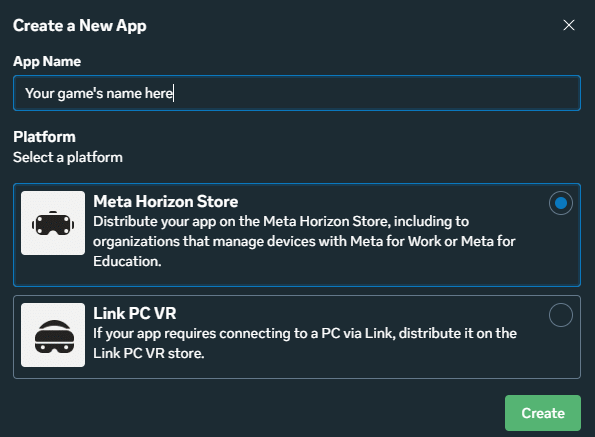 Create a New App
App Name
Your game's name here
Platform
Select a platform
Meta Horizon Store
Distribute your app on the Meta Horizon Store, including to
organizations that manage devices with Meta for Work or Meta for
Education.
Link PC VR
If your app requires connecting to a PC via Link, distribute it on the
Link PC VR store.
Create